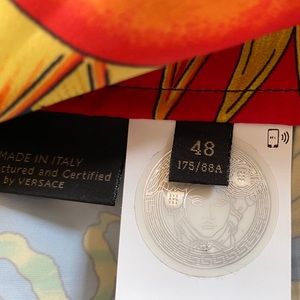 MADE IN ITALY
ctured and Certified
by VERSACE
48
175/88A